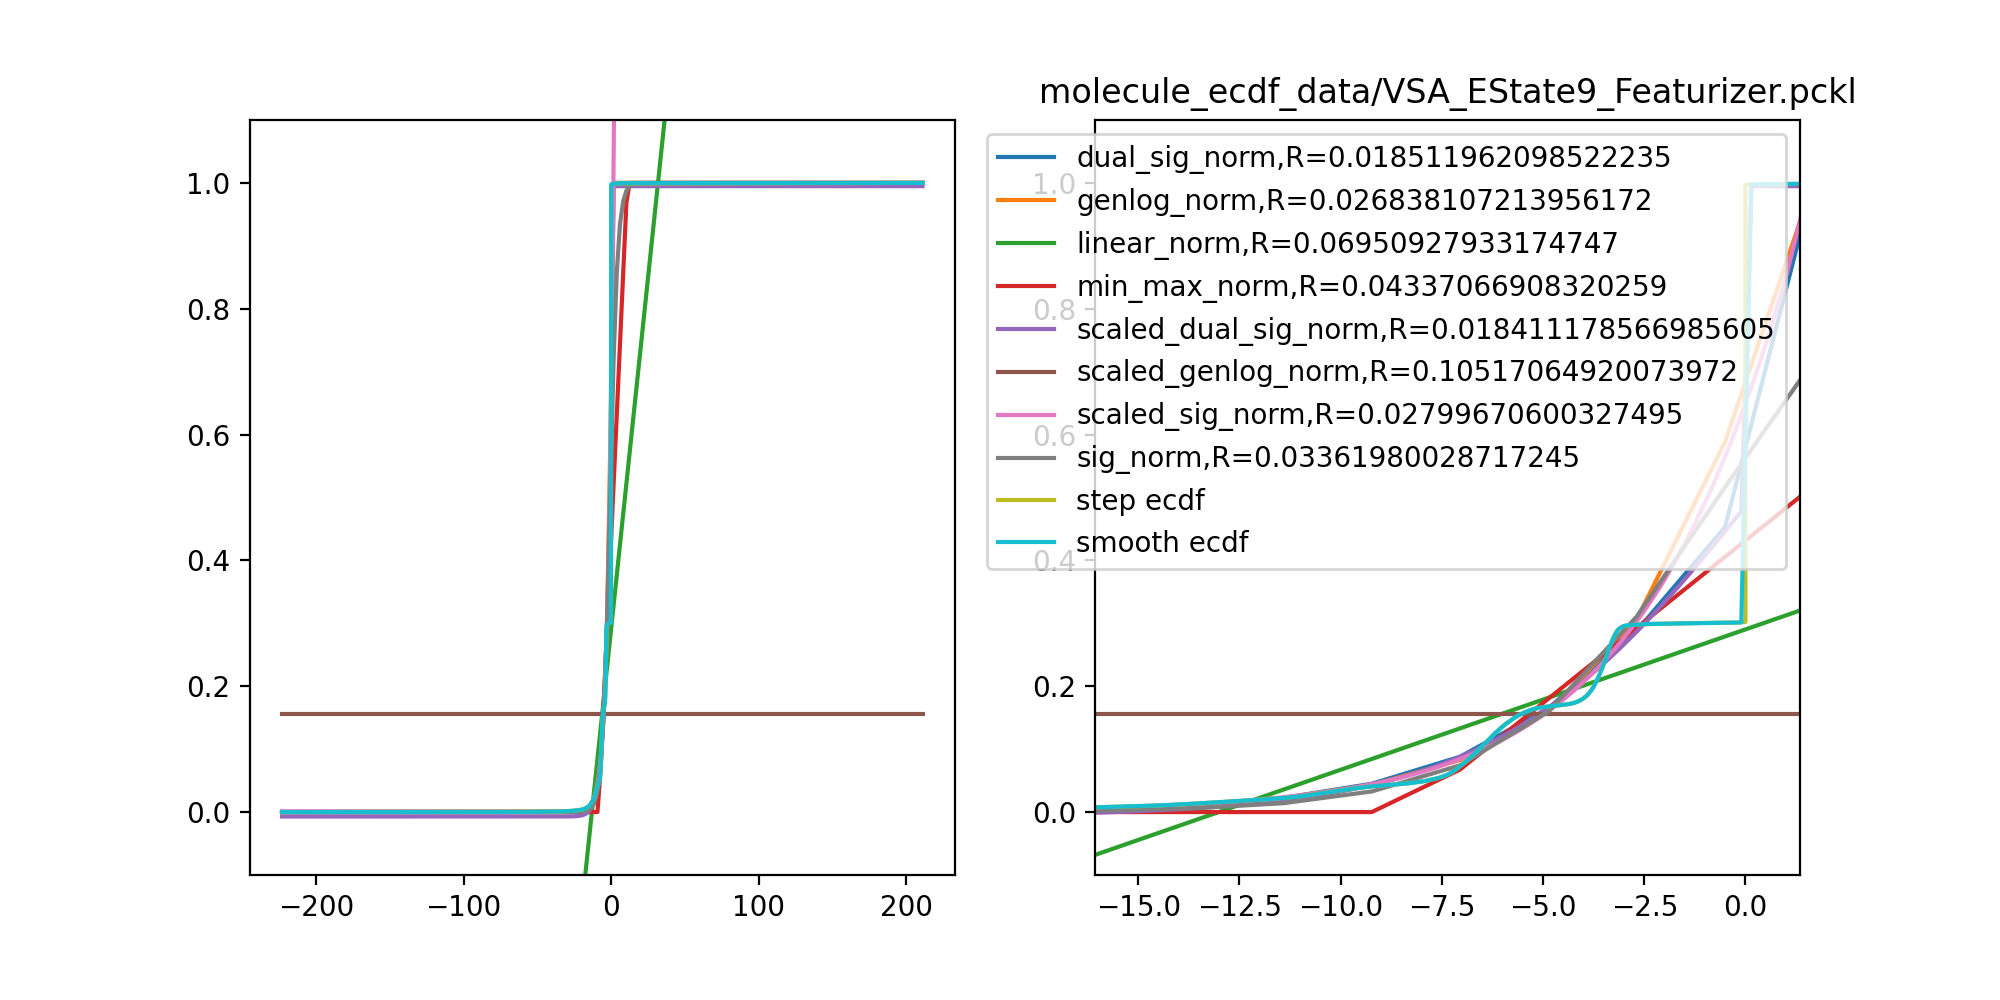 molecule_ecdf_data/VSA_EState9_Featurizer.pckl
1.0
0.8
0.6
0.4
0.2
0.0
−200
−100
0
100
200
dual_sig_norm,R=0.018511962098522235
genlog_norm,R=0.026838107213956172
linear_norm,R=0.06950927933174747
min_max_norm,R=0.04337066908320259
scaled_dual_sig_norm,R=0.018411178566985605
scaled_genlog_norm,R=0.10517064920073972
scaled_sig_norm,R=0.02799670600327495
sig_norm,R=0.03361980028717245
step ecdf
smooth ecdf
1.0
0.8
0.6
0.4
0.2
0.0
−15.0
−12.5
−10.0
−7.5
−5.0
−2.5
0.0